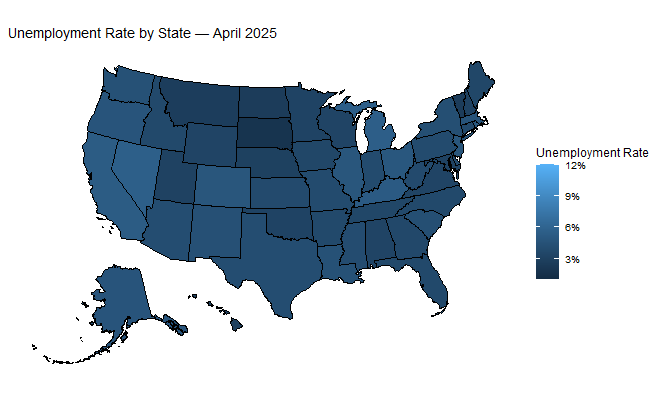 Unemployment Rate by State — April 2025
Unemployment Rate
12%
9%
6%
3%